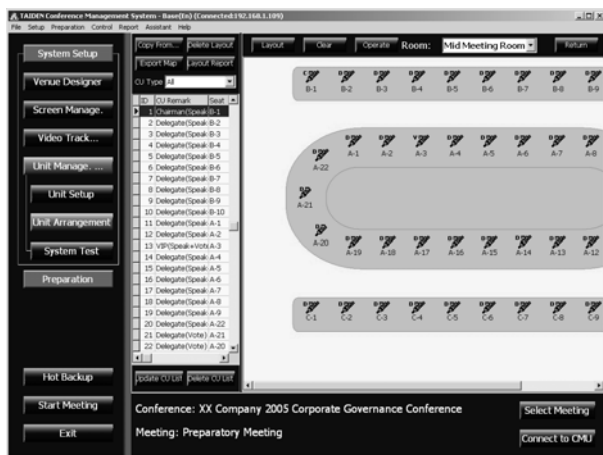 TAIDEN Conference Management System - Base(En) (Connected:192.168.1.109)
File Setup Preparation Control Report Assistant Help
System Setup
Venue Designer
Screen Manage.
Video Track...
Unit Manage. ...
Unit Setup
Unit Arrangement
System Test
Preparation
Hot Backup
Start Meeting
Exit
Copy From... Delete Layout
Export Map Layout Report
CU Type All
ID CU Remark Seat
1 Chairman(Speak B-1
2 Delegate(Speak B-2
3 Delegate(Speak B-3
4 Delegate(Speak B-4
5 Delegate(Speak B-5
6 Delegate(Speak B-6
7 Delegate(Speak B-7
8 Delegate(Speak B-8
9 Delegate(Speak B-9
10 Delegate(Speak B-10
11 Delegate(Speak A-1
12 Delegate(Speak A-2
13 VIP(Speak+Vote A-3
14 Delegate(Speak A-4
15 Delegate(Speak A-5
16 Delegate(Speak A-6
17 Delegate(Speak A-7
18 Delegate(Speak A-8
19 Delegate(Speak A-9
20 Delegate(Speak A-22
21 Delegate(Vote) A-21
22 Delegate(Vote) A-20
Update CU List Delete CU List
Layout Clear Operate Room: Mid Meeting Room Return
B-1 B-2 B-3 B-4 B-5 B-6 B-7 B-8 B-9
A-22 A-1 A-2 A-3 A-4 A-5 A-6 A-7 A-8
A-21
A-20 A-19 A-18 A-17 A-16 A-15 A-14 A-13 A-12
C-1 C-2 C-3 C-4 C-5 C-6 C-7 C-8 C-9
Conference: XX Company 2005 Corporate Governance Conference
Meeting: Preparatory Meeting
Select Meeting
Connect to CMU